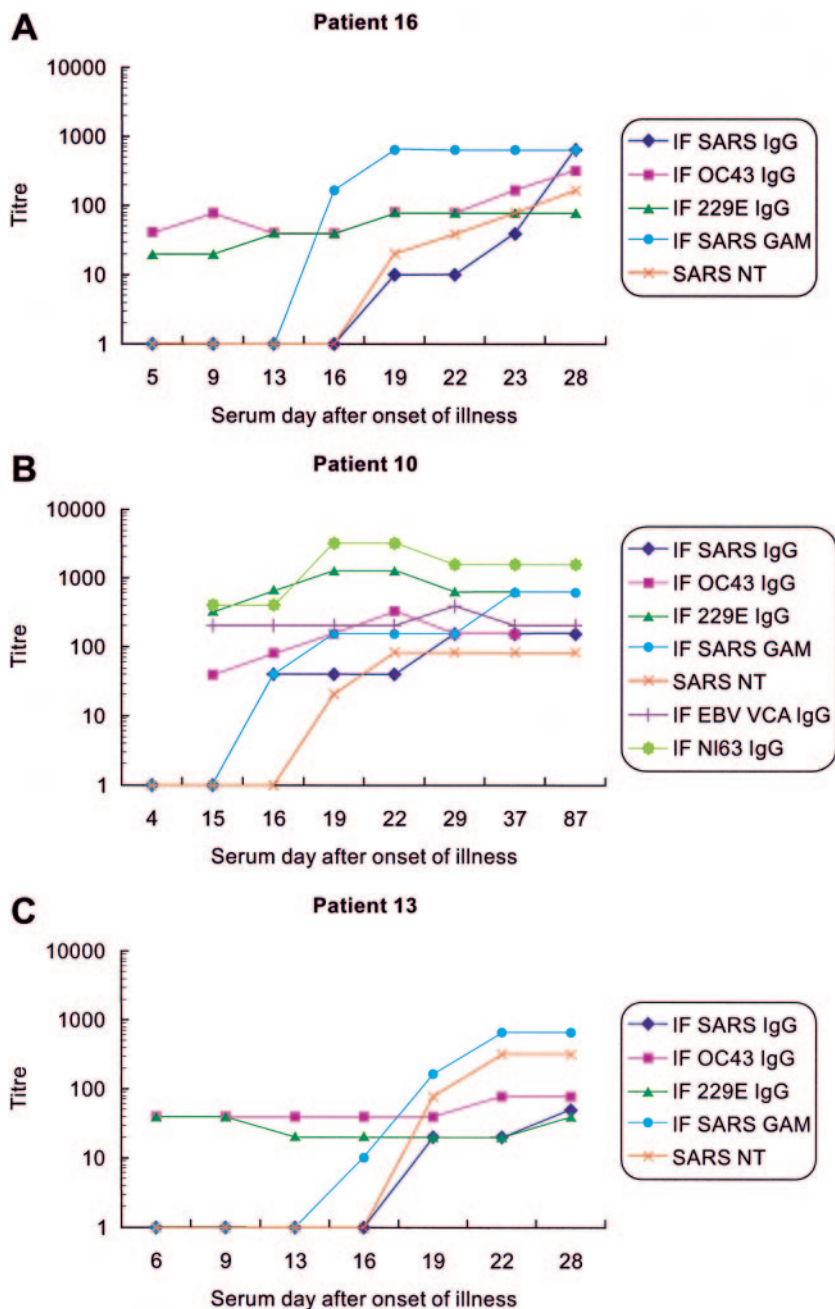 A
Patient 16
10000
1000
100
10
1
Titre
5 9 13 16 19 22 23 28
Serum day after onset of illness
IF SARS IgG
IF OC43 IgG
IF 229E IgG
IF SARS GAM
SARS NT
B
Patient 10
10000
1000
100
10
1
Titre
4 15 16 19 22 29 37 87
Serum day after onset of illness
IF SARS IgG
IF OC43 IgG
IF 229E IgG
IF SARS GAM
SARS NT
IF EBV VCA IgG
IF Nl63 IgG
C
Patient 13
10000
1000
100
10
1
Titre
6 9 13 16 19 22 28
Serum day after onset of illness
IF SARS IgG
IF OC43 IgG
IF 229E IgG
IF SARS GAM
SARS NT